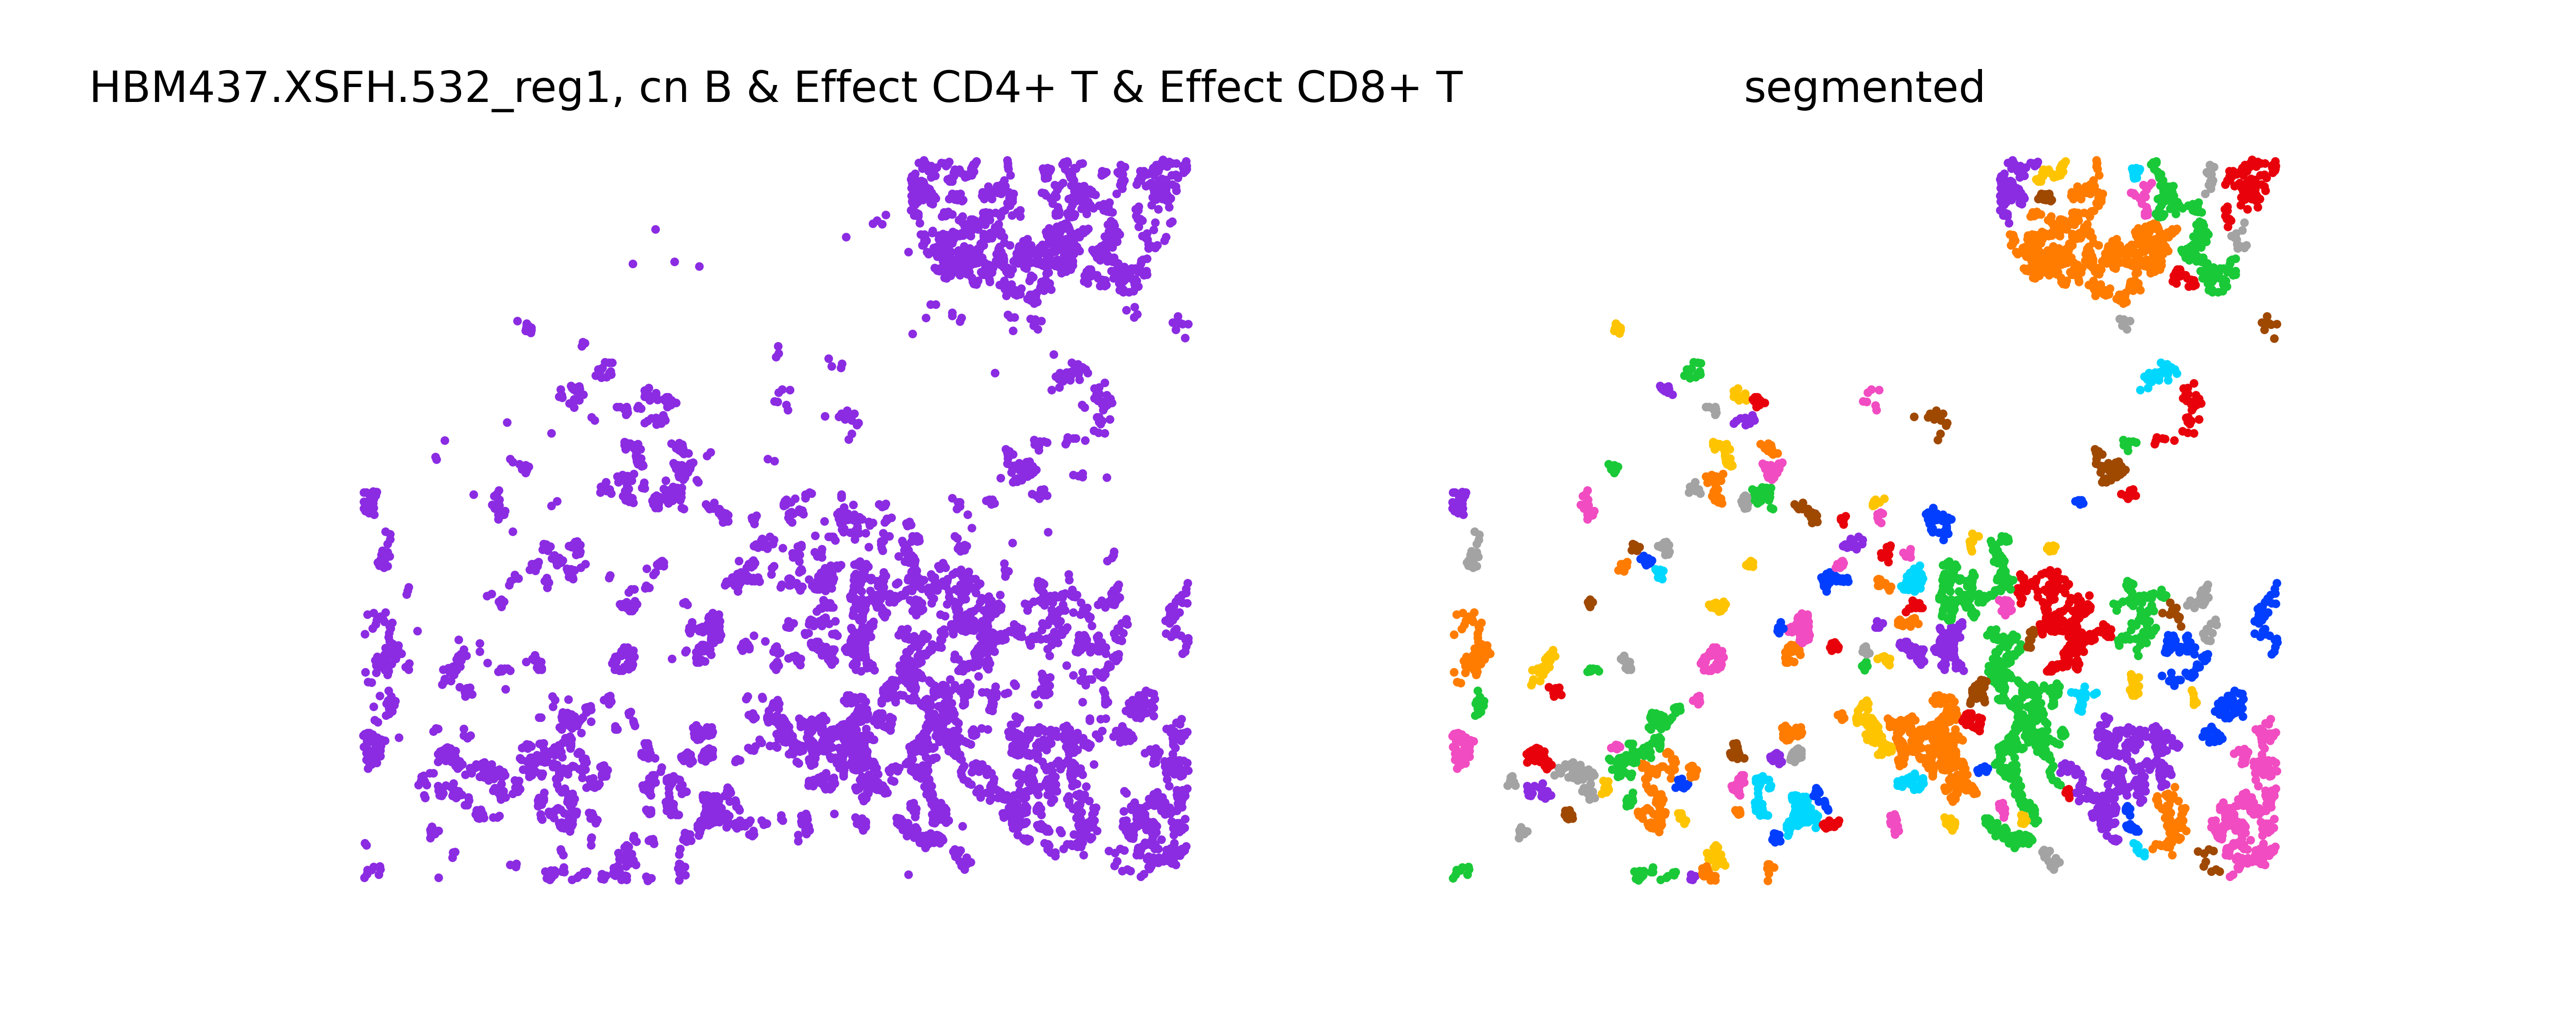 HBM437.XSFH.532_reg1, cn B & Effect CD4+ T & Effect CD8+ T
segmented